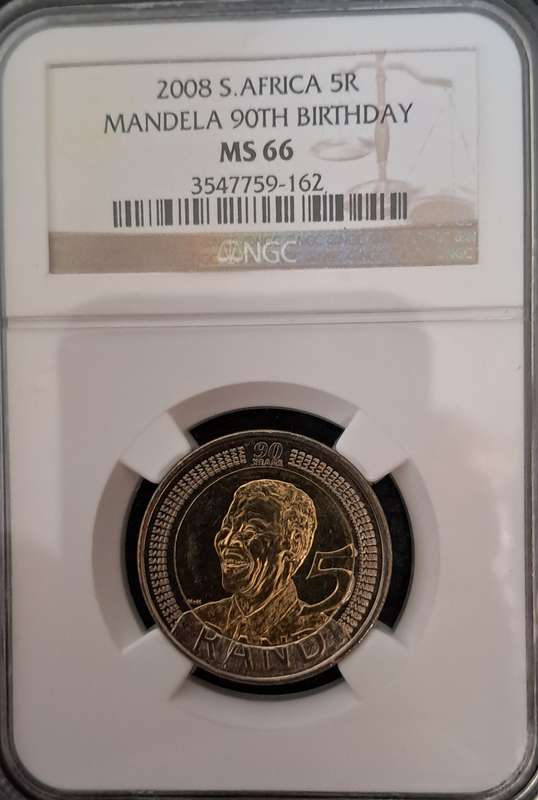 2008 S.AFRICA 5R
MANDELA 90TH BIRTHDAY
MS 66
3547759-162
NGC
90
YEARS
5
RAND